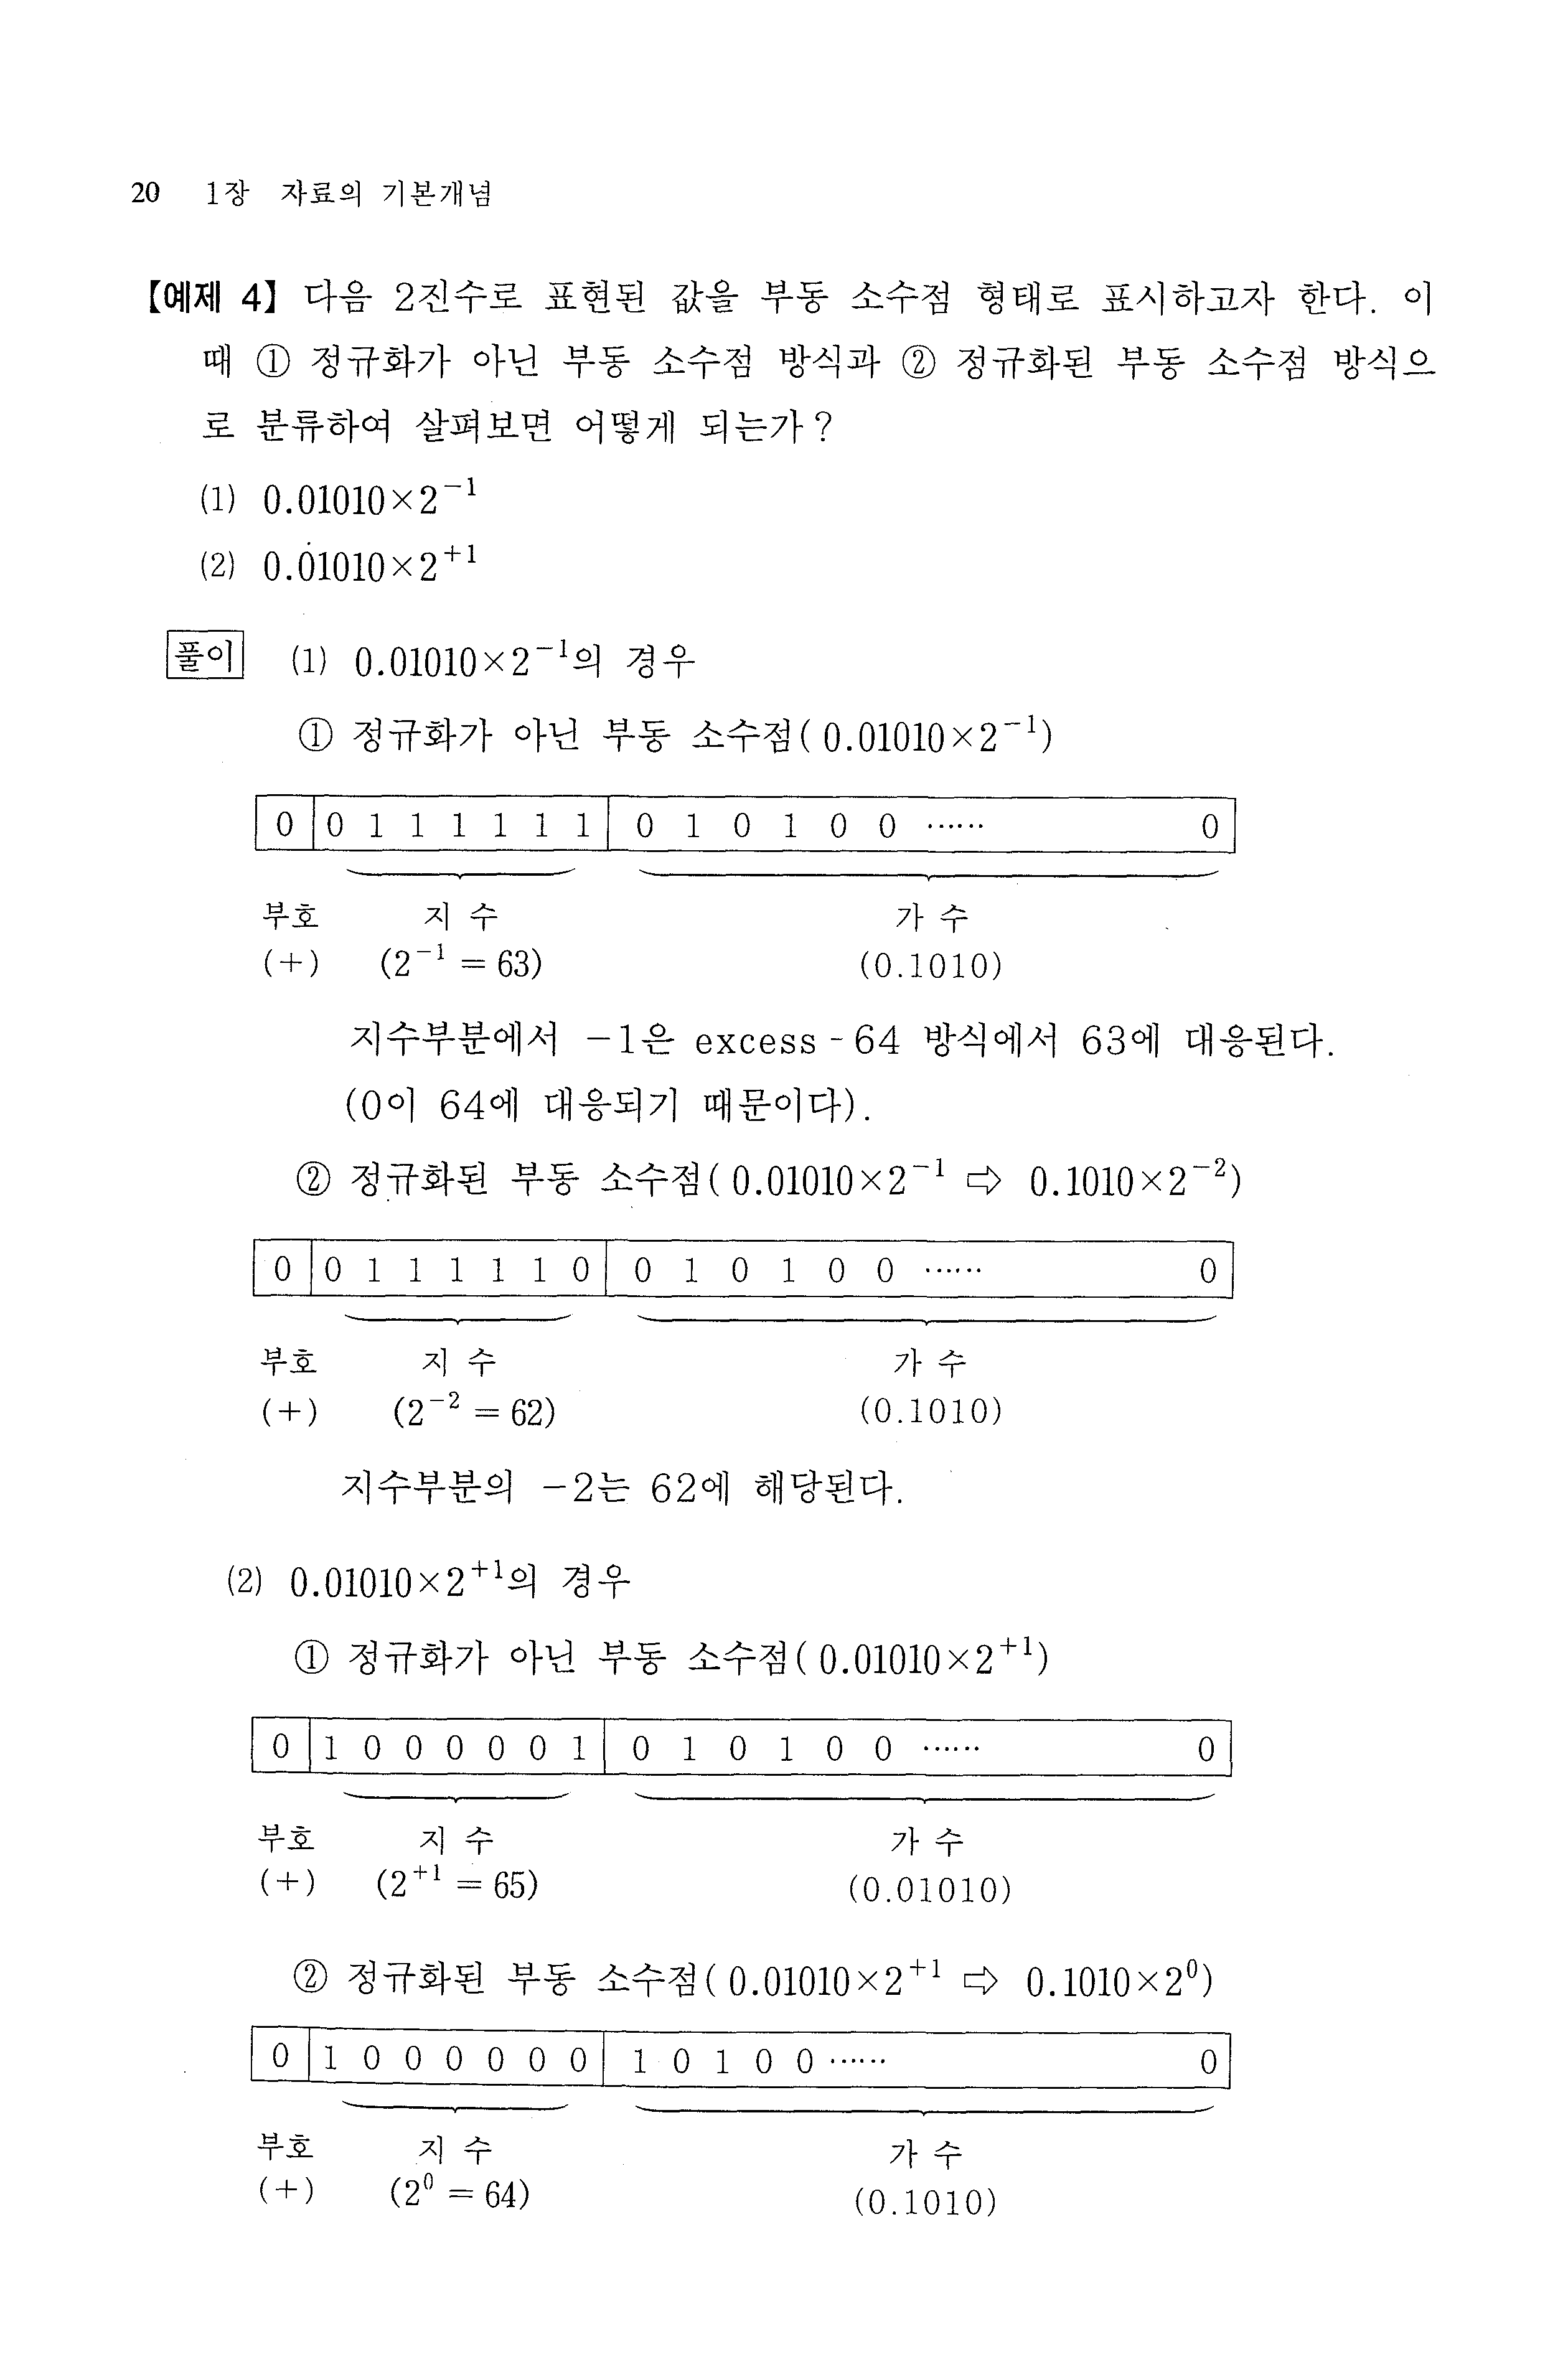 20 1장 자료의 기본개념
【예제 4】 다음 2진수로 표현된 값을 부동 소수점 형태로 표시하고자 한다. 이
때 ① 정규화가 아닌 부동 소수점 방식과 ② 정규화된 부동 소수점 방식으
로 분류하여 살펴보면 어떻게 되는가?
(1) 0.01010×2⁻¹
(2) 0.01010×2⁺¹
풀이 (1) 0.01010×2⁻¹의 경우
① 정규화가 아닌 부동 소수점( 0.01010×2⁻¹)
0 0 1 1 1 1 1 1 0 1 0 1 0 0 ⋯⋯ 0
부호 지 수 가 수
(+) (2⁻¹ = 63) (0.1010)
지수부분에서 -1은 excess - 64 방식에서 63에 대응된다.
(0이 64에 대응되기 때문이다).
② 정규화된 부동 소수점( 0.01010×2⁻¹ ⇨ 0.1010×2⁻²)
0 0 1 1 1 1 1 0 0 1 0 1 0 0 ⋯⋯ 0
부호 지 수 가 수
(+) (2⁻² = 62) (0.1010)
지수부분의 -2는 62에 해당된다.
(2) 0.01010×2⁺¹의 경우
① 정규화가 아닌 부동 소수점( 0.01010×2⁺¹)
0 1 0 0 0 0 0 1 0 1 0 1 0 0 ⋯⋯ 0
부호 지 수 가 수
(+) (2⁺¹ = 65) (0.01010)
② 정규화된 부동 소수점( 0.01010×2⁺¹ ⇨ 0.1010×2⁰)
0 1 0 0 0 0 0 0 1 0 1 0 0 ⋯⋯ 0
부호 지 수 가 수
(+) (2⁰ = 64) (0.1010)